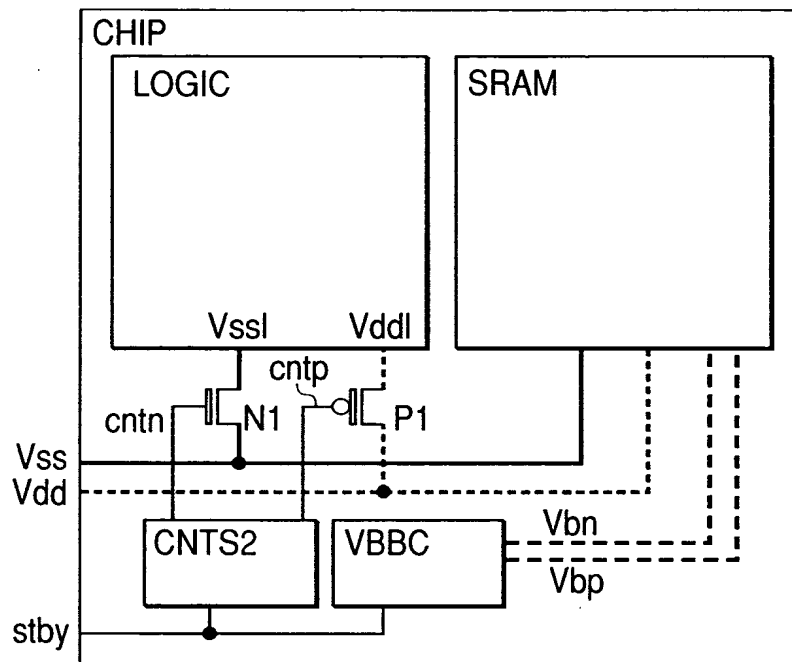 CHIP
LOGIC
SRAM
Vssl
Vddl
cntp
cntn
N1
P1
Vss
Vdd
CNTS2
VBBC
Vbn
Vbp
stby